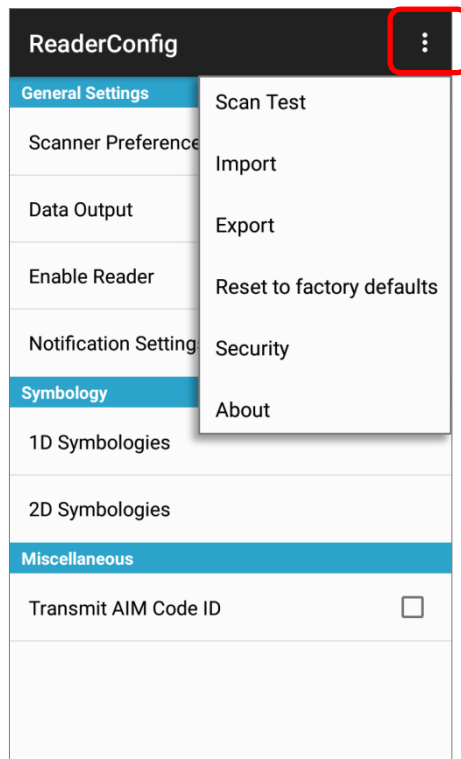 ReaderConfig
General Settings
Scanner Preference
Data Output
Enable Reader
Notification Setting
Scan Test
Import
Export
Reset to factory defaults
Security
About
Symbology
1D Symbologies
2D Symbologies
Miscellaneous
Transmit AIM Code ID